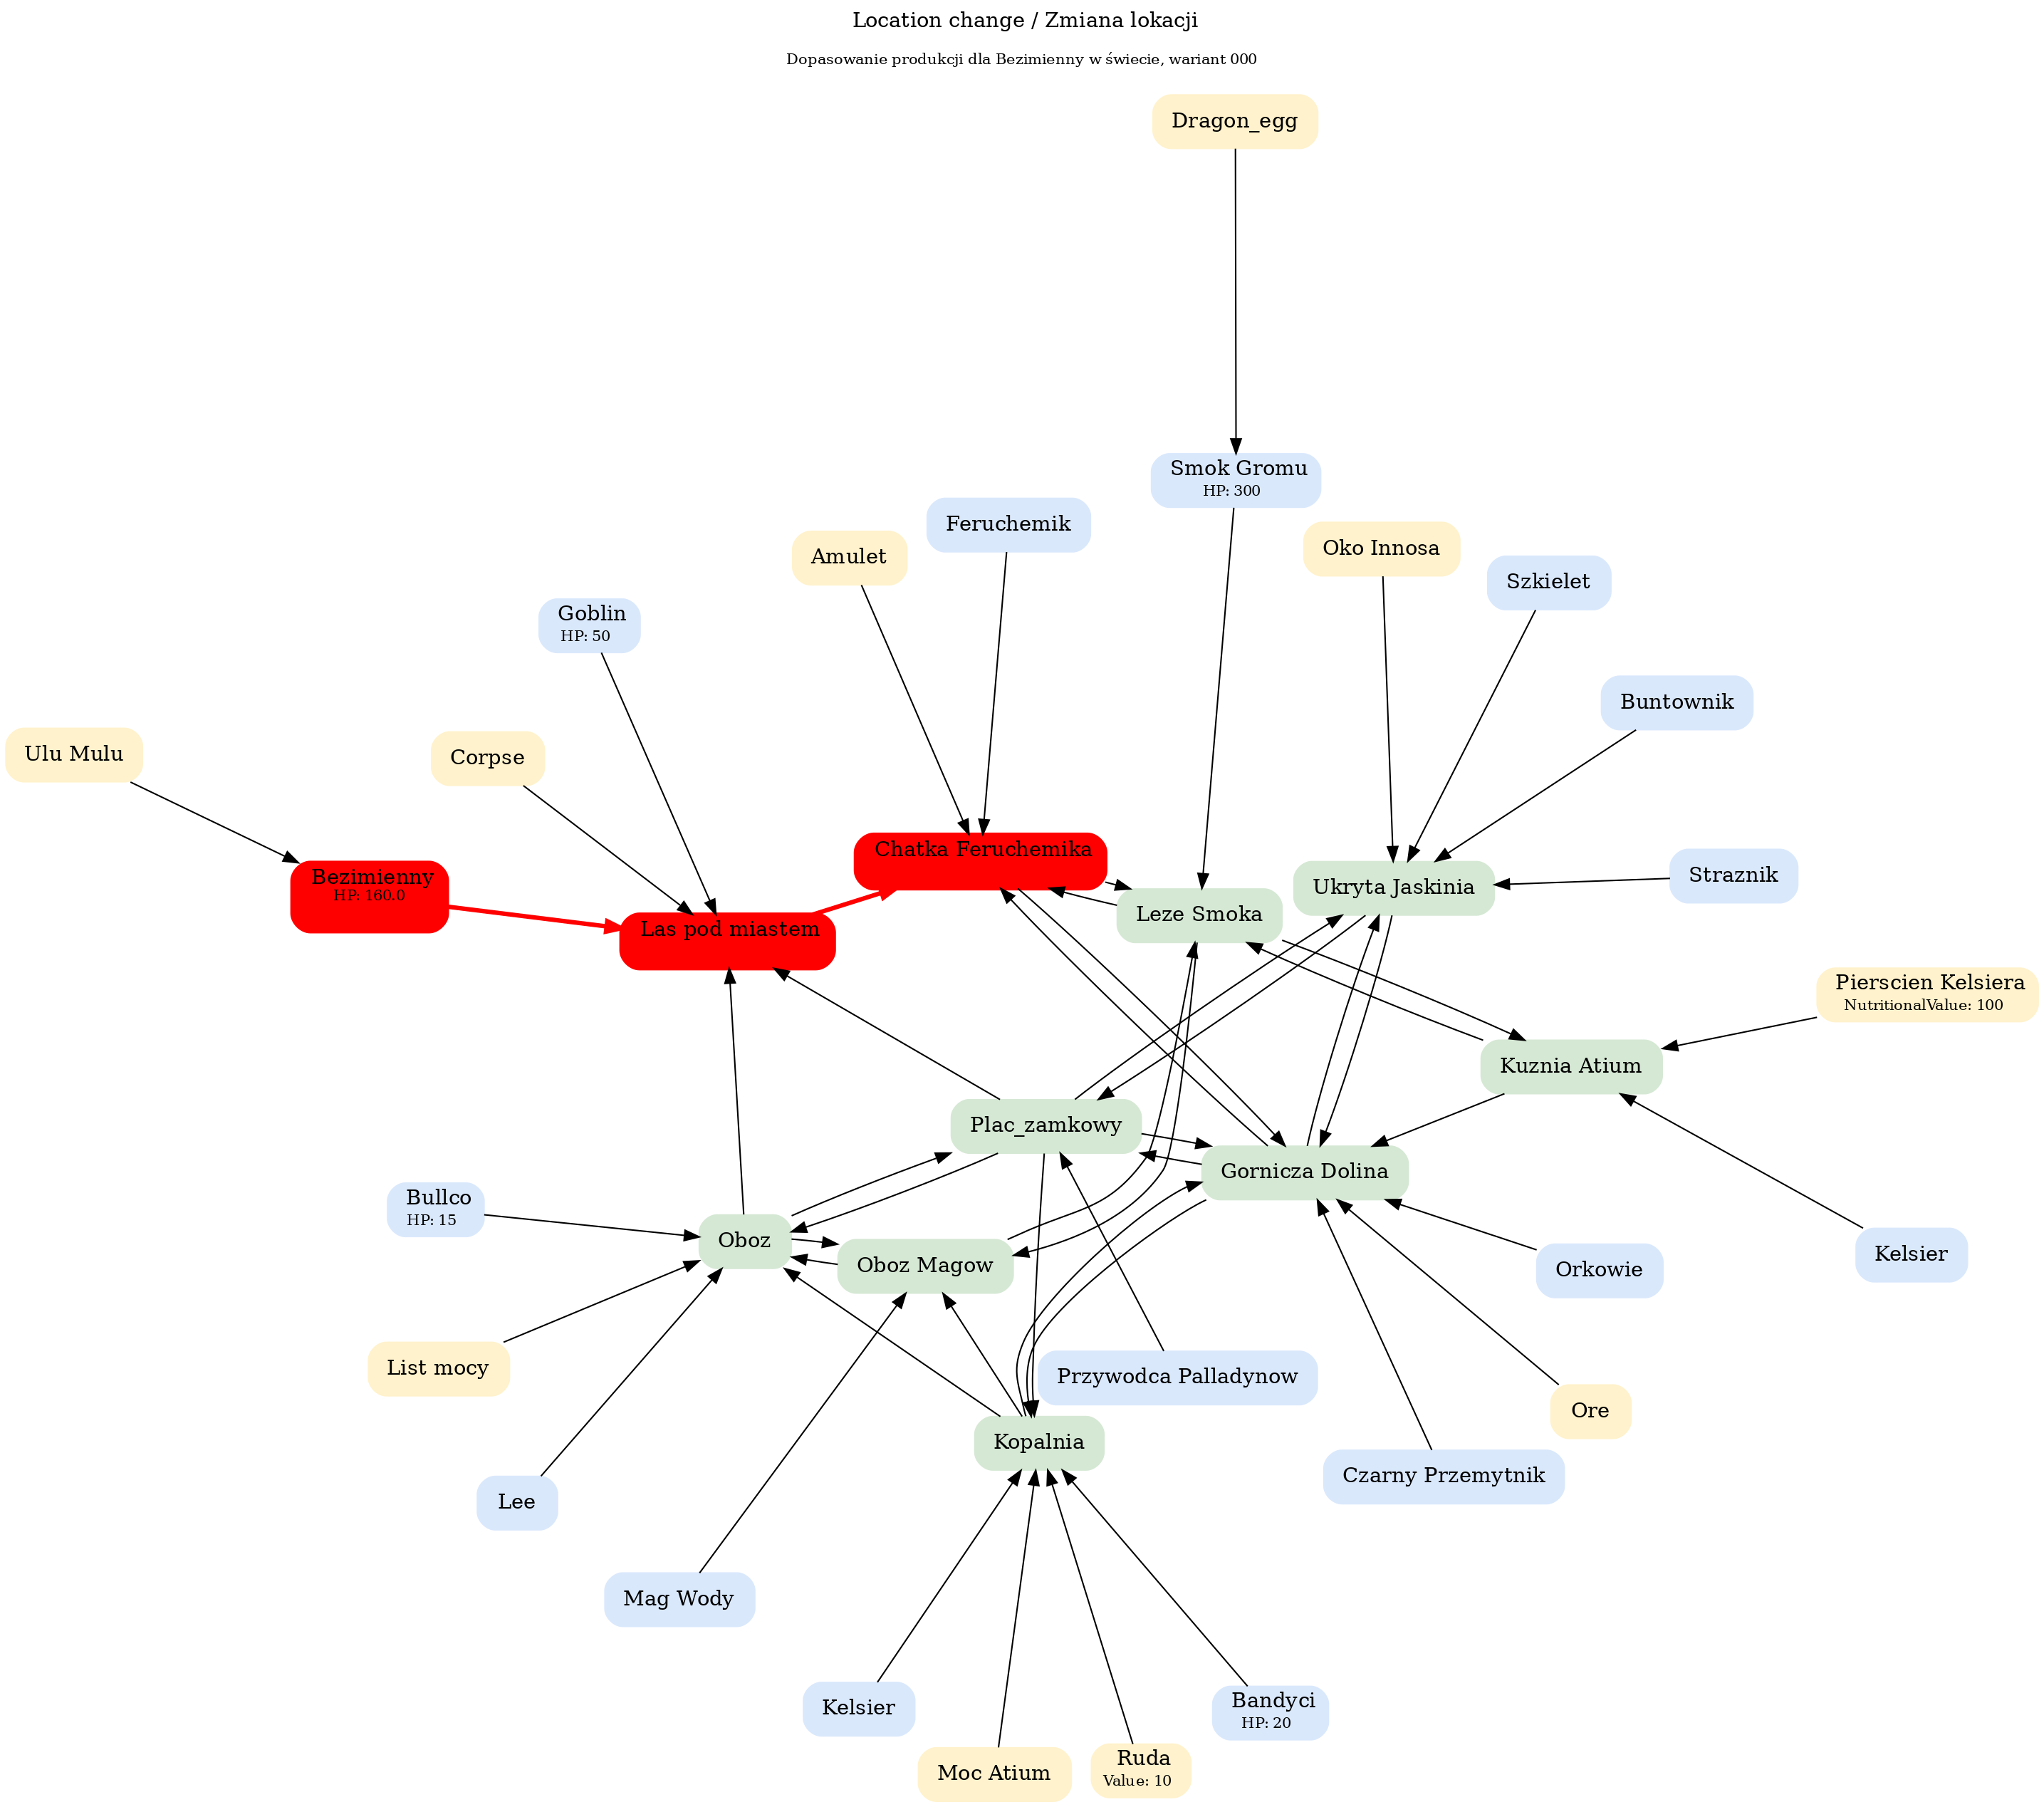 Location change / Zmiana lokacji
Dopasowanie produkcji dla Bezimienny w świecie, wariant 000
Dragon_egg
Smok Gromu
HP: 300
Feruchemik
Amulet
Oko Innosa
Szkielet
Goblin
HP: 50
Buntownik
Ulu Mulu
Corpse
Chatka Feruchemika
Bezimienny
HP: 160.0
Ukryta Jaskinia
Straznik
Leze Smoka
Las pod miastem
Pierscien Kelsiera
NutritionalValue: 100
Kuznia Atium
Plac_zamkowy
Gornicza Dolina
Bullco
HP: 15
Oboz
Oboz Magow
Orkowie
Kelsier
List mocy
Przywodca Palladynow
Ore
Kopalnia
Czarny Przemytnik
Lee
Mag Wody
Kelsier
Bandyci
HP: 20
Moc Atium
Ruda
Value: 10